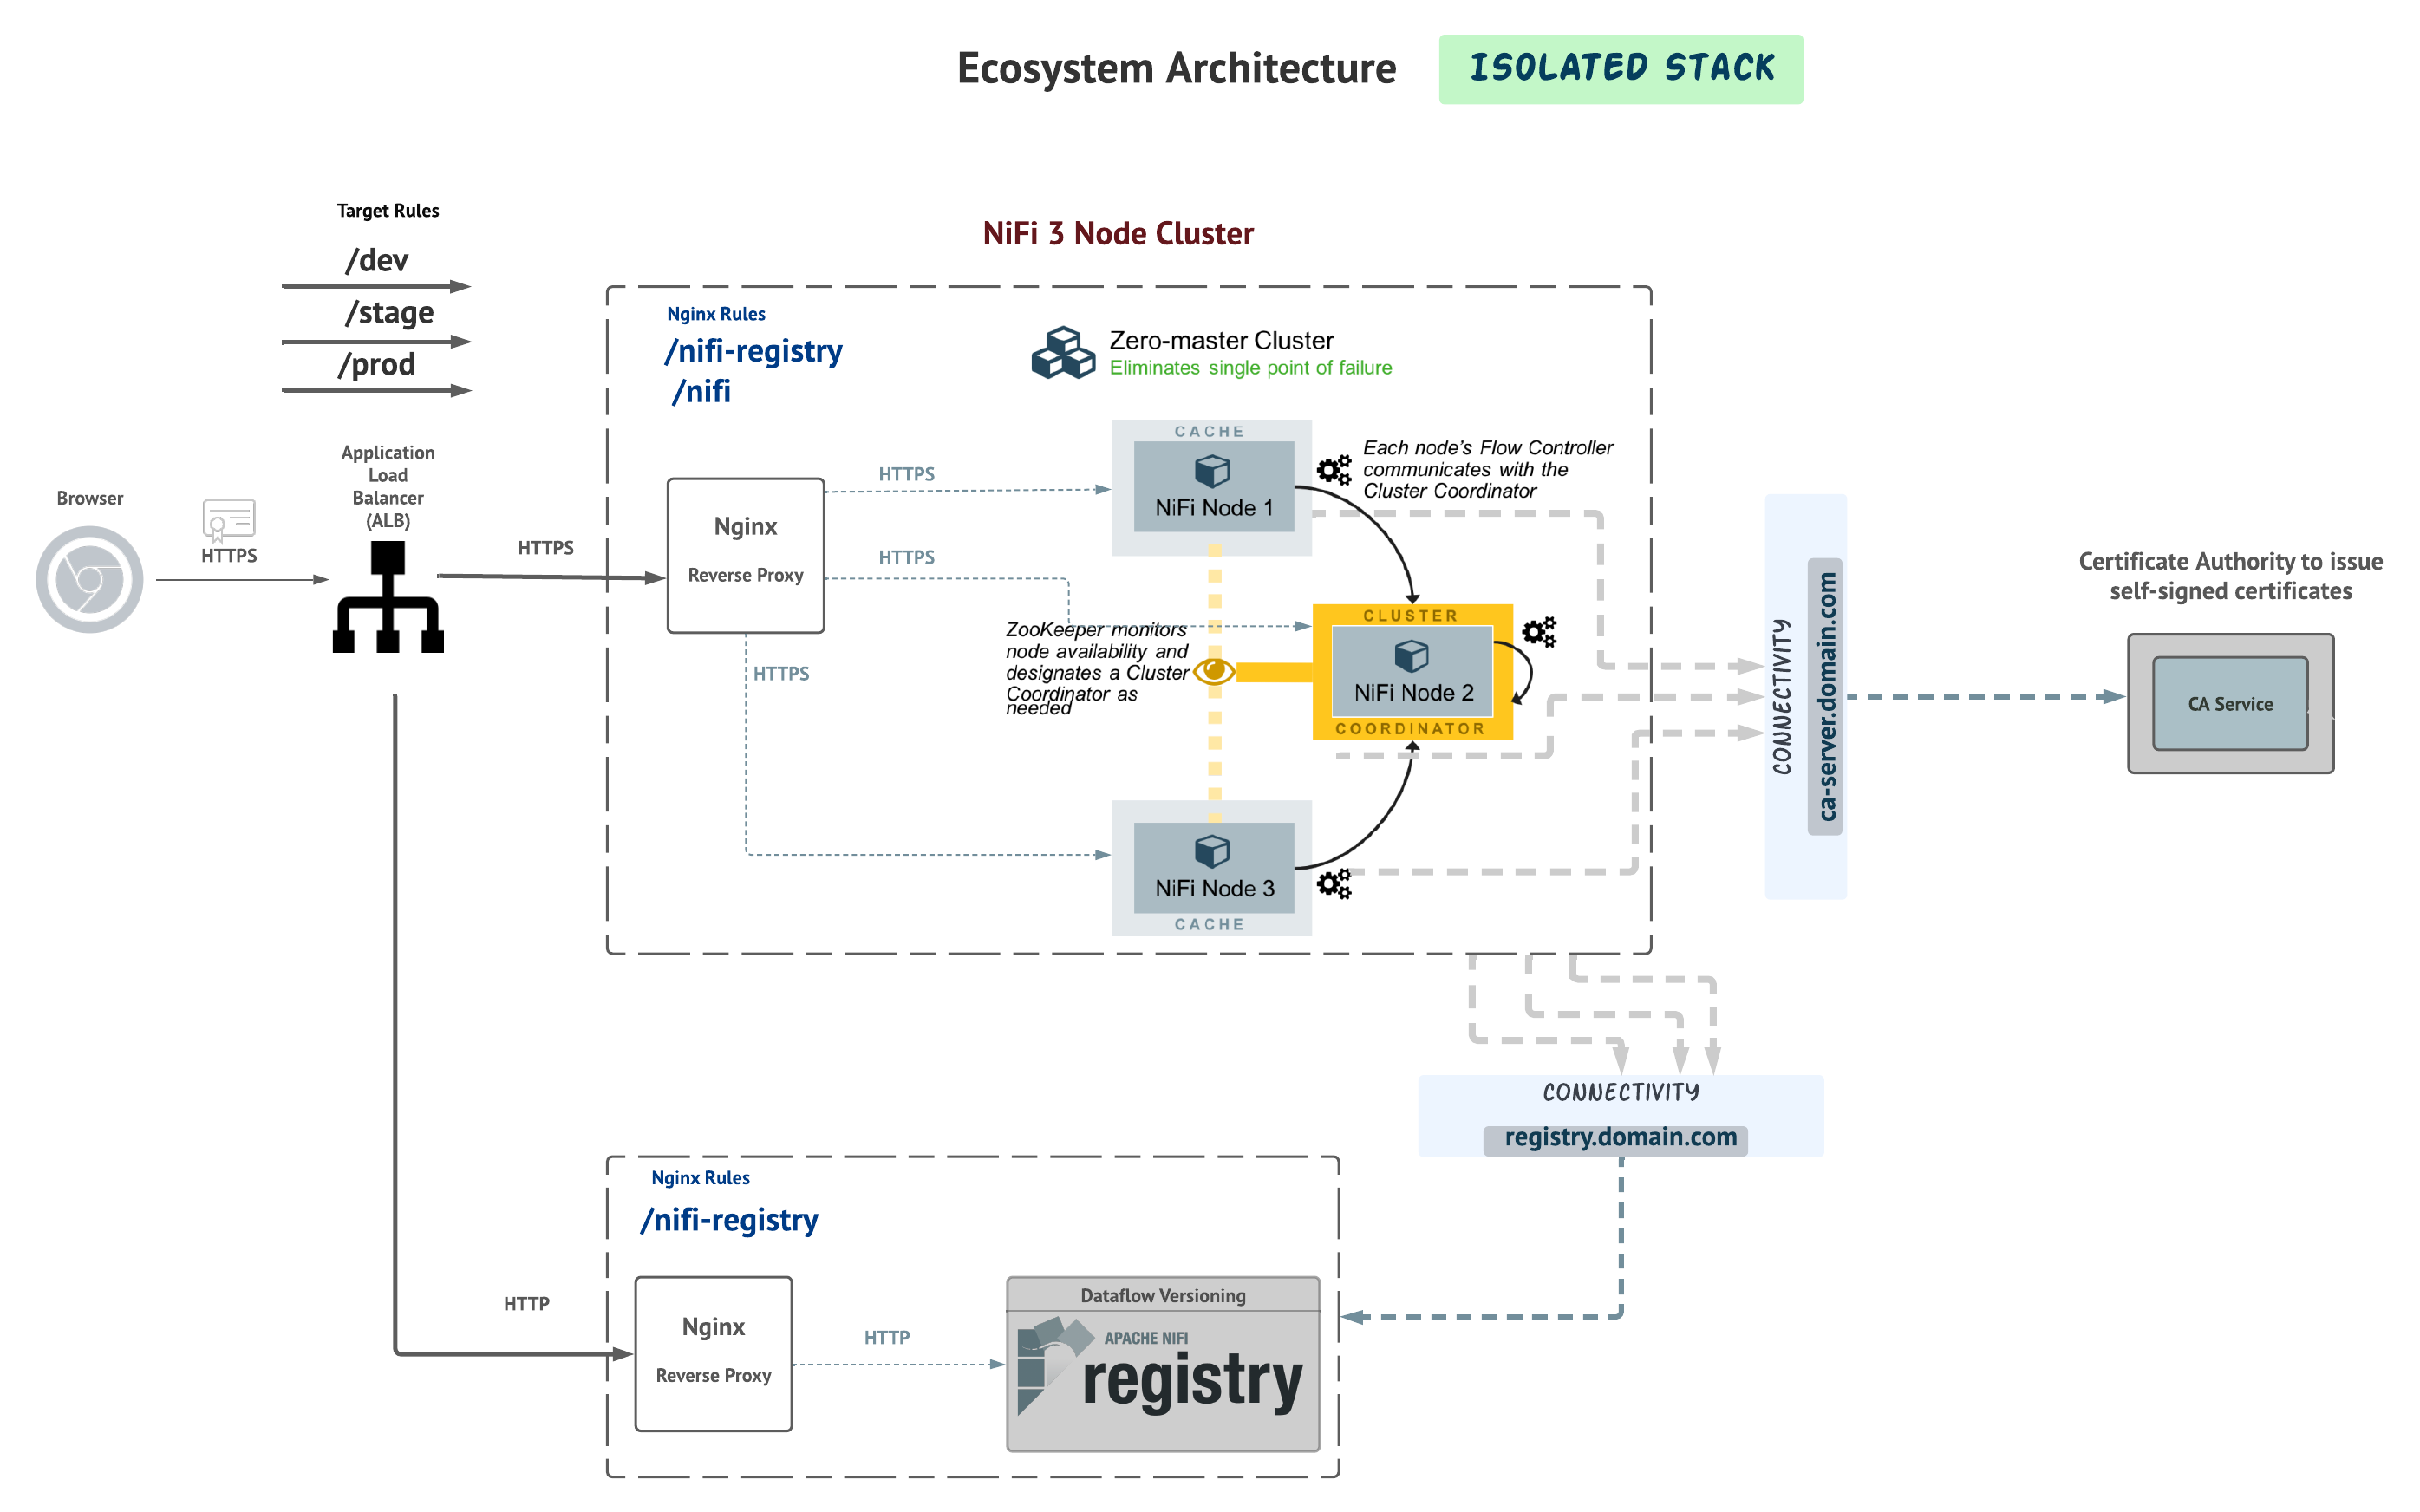 Ecosystem Architecture
ISOLATED STACK
Target Rules
/dev
/stage
/prod
NiFi 3 Node Cluster
Nginx Rules
/nifi-registry
/nifi
Zero-master Cluster
Eliminates single point of failure
Browser
HTTPS
Application
Load
Balancer
(ALB)
HTTPS
Nginx
Reverse Proxy
HTTPS
HTTPS
HTTPS
CACHE
NiFi Node 1
Each node's Flow Controller
communicates with the
Cluster Coordinator
ZooKeeper monitors
node availability and
designates a Cluster
Coordinator as
needed
CLUSTER
NiFi Node 2
COORDINATOR
NiFi Node 3
CACHE
CONNECTIVITY
ca-server.domain.com
Certificate Authority to issue
self-signed certificates
CA Service
CONNECTIVITY
registry.domain.com
Nginx Rules
/nifi-registry
HTTP
Nginx
Reverse Proxy
HTTP
Dataflow Versioning
APACHE NIFI
registry